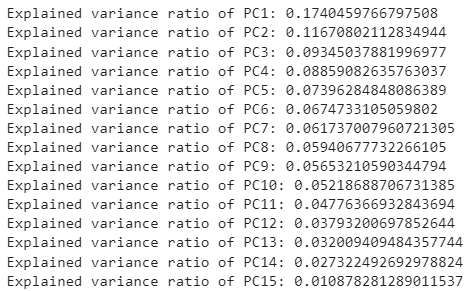 Explained variance ratio of PC1: 0.1740459766797508
Explained variance ratio of PC2: 0.11670802112834944
Explained variance ratio of PC3: 0.09345037881996977
Explained variance ratio of PC4: 0.08859082635763037
Explained variance ratio of PC5: 0.07396284848086389
Explained variance ratio of PC6: 0.0674733105059802
Explained variance ratio of PC7: 0.061737007960721305
Explained variance ratio of PC8: 0.05940677732266105
Explained variance ratio of PC9: 0.05653210590344794
Explained variance ratio of PC10: 0.05218688706731385
Explained variance ratio of PC11: 0.04776366932843694
Explained variance ratio of PC12: 0.03793200697852644
Explained variance ratio of PC13: 0.032009409484357744
Explained variance ratio of PC14: 0.027322492692978824
Explained variance ratio of PC15: 0.010878281289011537